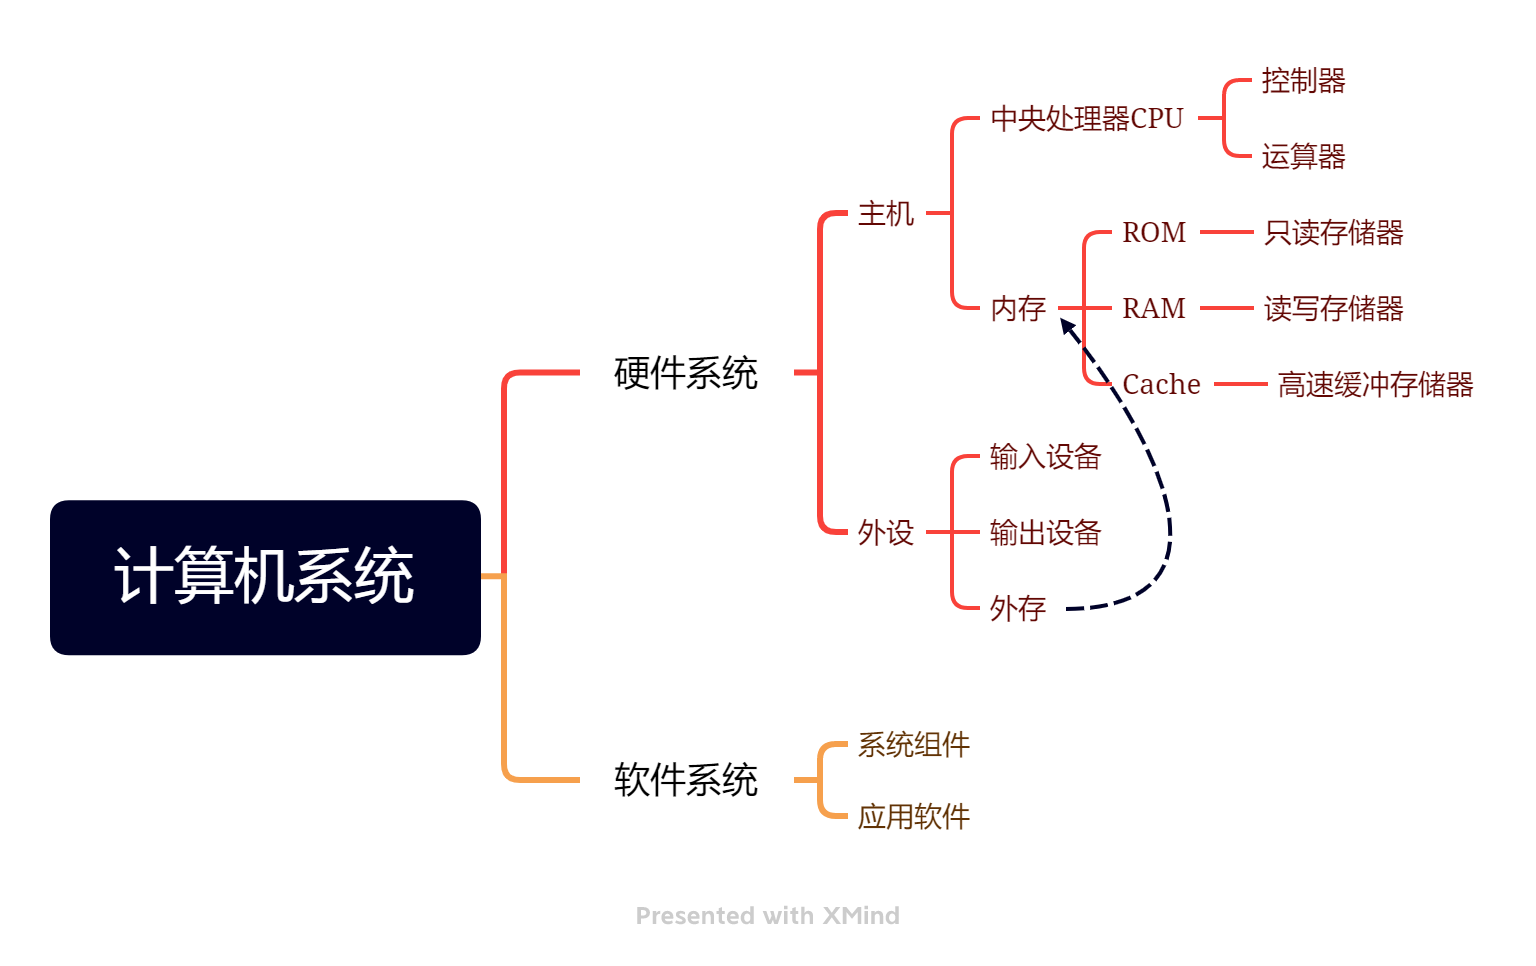 计算机系统
硬件系统
主机
中央处理器CPU
控制器
运算器
内存
ROM
只读存储器
RAM
读写存储器
Cache
高速缓冲存储器
外设
输入设备
输出设备
外存
软件系统
系统组件
应用软件
Presented with XMind